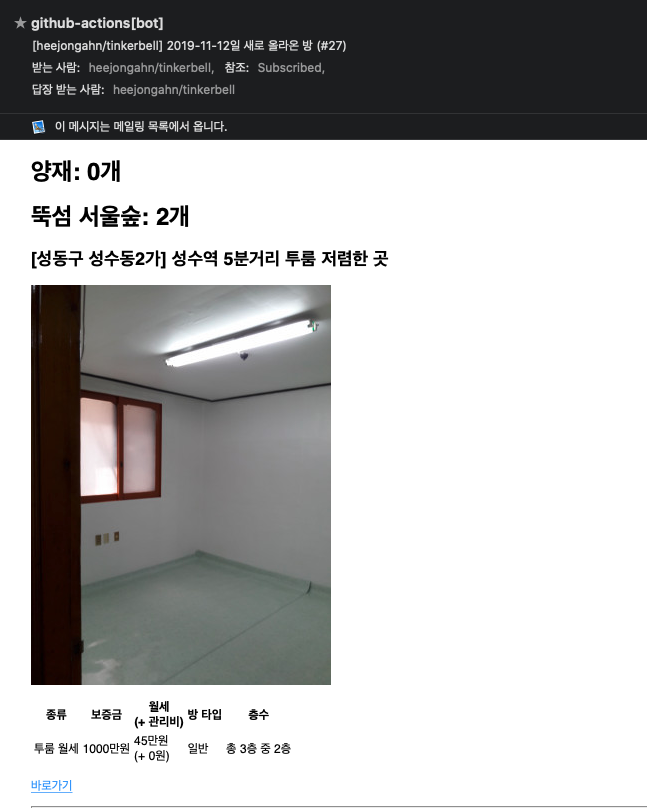 ★ github-actions[bot]
[heejongahn/tinkerbell] 2019-11-12일 새로 올라온 방 (#27)
받는 사람: heejongahn/tinkerbell, 참조: Subscribed,
답장 받는 사람: heejongahn/tinkerbell
이 메시지는 메일링 목록에서 옵니다.
양재: 0개
뚝섬 서울숲: 2개
[성동구 성수동2가] 성수역 5분거리 투룸 저렴한 곳
종류 보증금 월세 (+ 관리비) 방 타입 층수
투룸 월세 1000만원 45만원 (+ 0원) 일반 총 3층 중 2층
바로가기